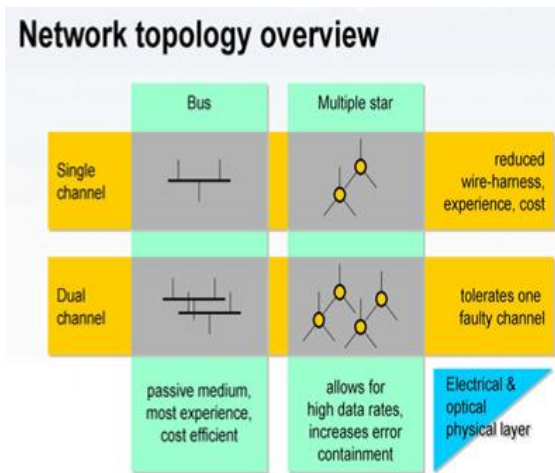 Network topology overview
Bus
Multiple star
Single
channel
reduced
wire-harness,
experience, cost
Dual
channel
tolerates one
faulty channel
passive medium,
most experience,
cost efficient
allows for
high data rates,
increases error
containment
Electrical &
optical
physical layer